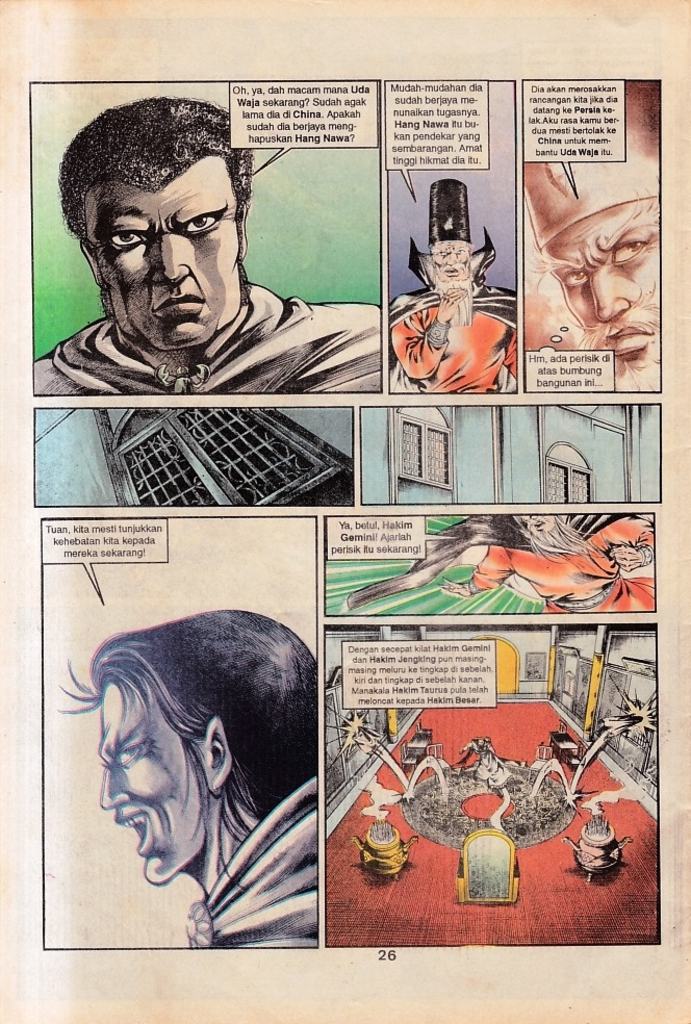 Oh, ya, dah macam mana Uda
Waja sekarang? Sudah agak
lama dia di China. Apakah
sudah dia berjaya meng-
hapuskan Hang Nawa?
Mudah-mudahan dia
sudah berjaya me-
nunaikan tugasnya.
Hang Nawa itu bu-
kan pendekar yang
sembarangan. Amat
tinggi hikmat dia itu.
Dia akan merosakkan
rancangan kita jika dia
datang ke Persia ke-
lak.Aku rasa kamu ber-
dua mesti bertolak ke
China untuk mem-
bantu Uda Waja itu.
Hm, ada perisik di
atas bumbung
bangunan ini...
Tuan, kita mesti tunjukkan
kehebatan kita kepada
mereka sekarang!
Ya, betul, Hakim
Gemini! Ajarlah
perisik itu sekarang!
Dengan secepat kilat Hakim Gemini
dan Hakim Jengking pun masing-
masing meluru ke tingkap di sebelah
kiri dan tingkap di sebelah kanan.
Manakala Hakim Taurus pula telah
meloncat kepada Hakim Besar.
26